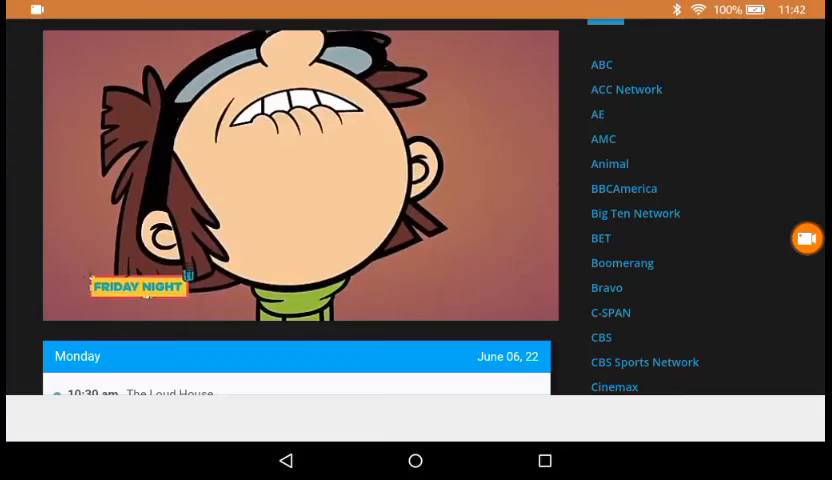 100% 11:42
ABC
ACC Network
AE
AMC
Animal
BBCAmerica
Big Ten Network
BET
Boomerang
Bravo
C-SPAN
CBS
CBS Sports Network
Cinemax
FRIDAY NIGHT
Monday June 06, 22
10:30 am The Loud House